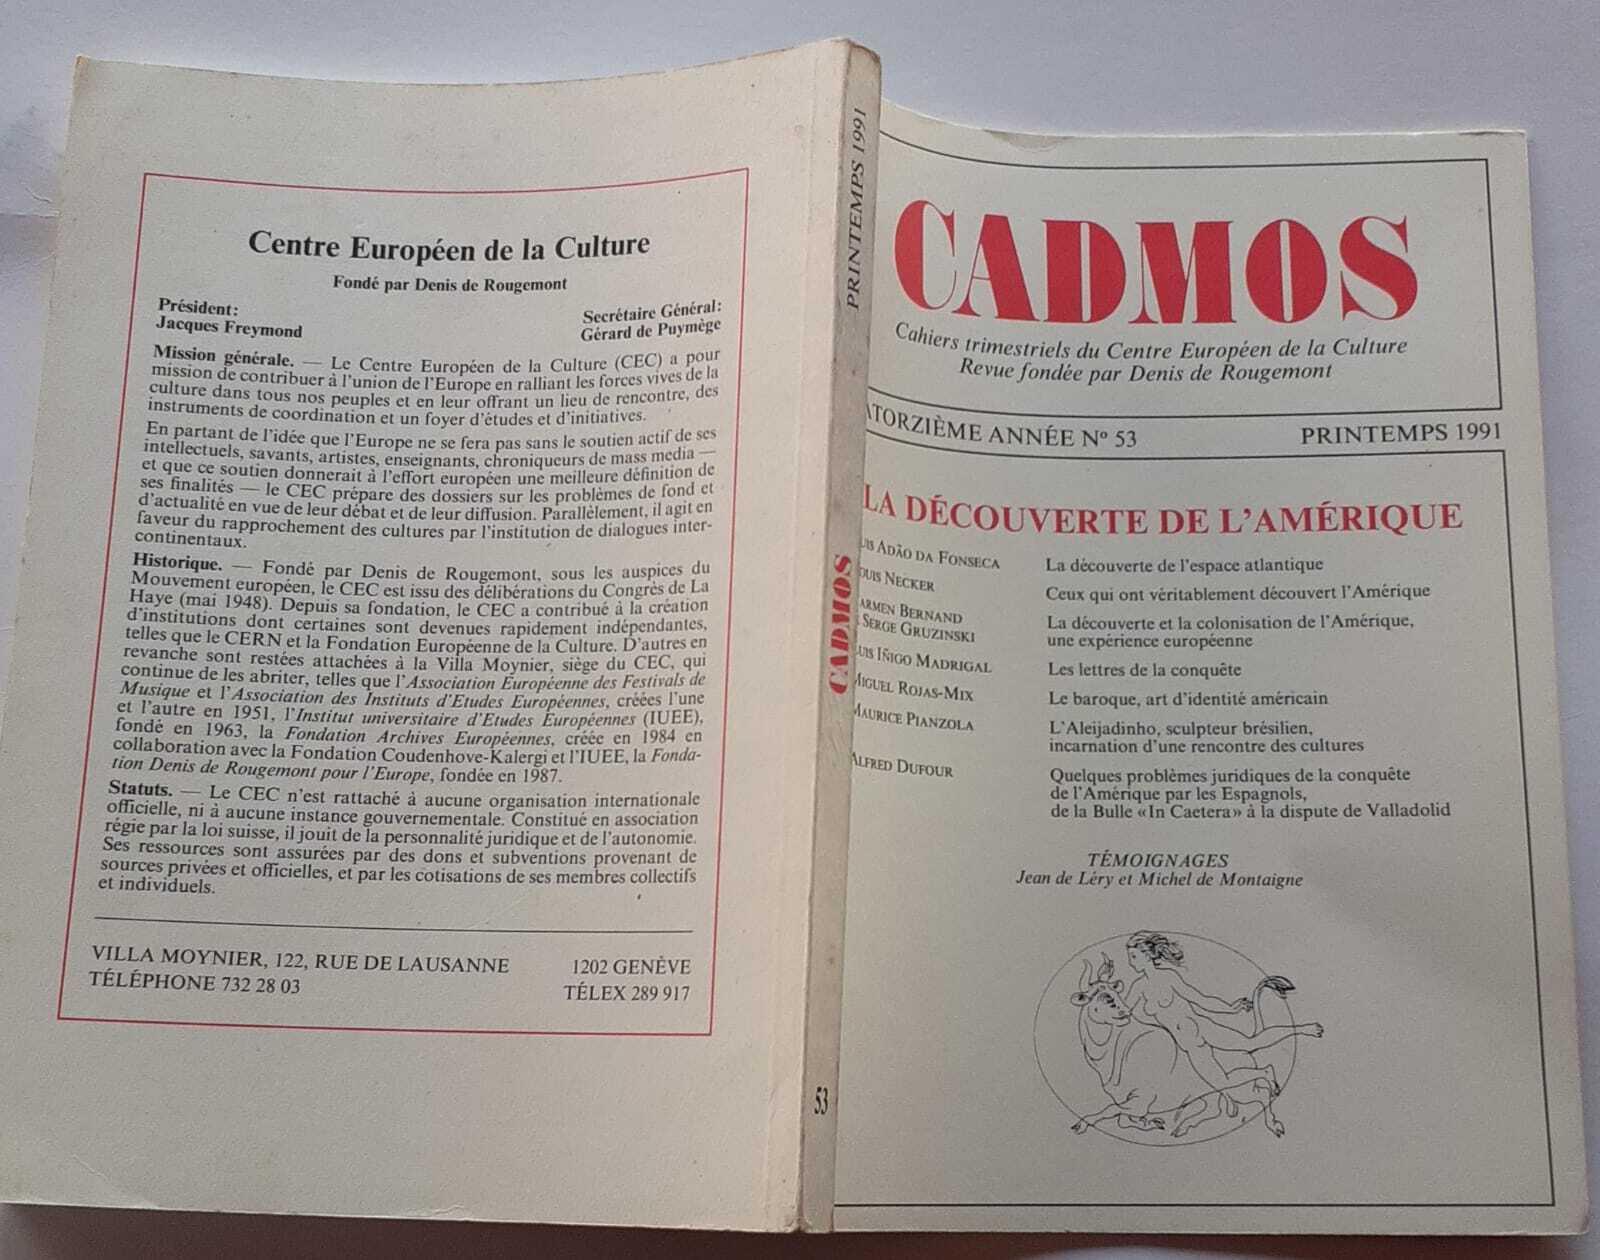 Centre Européen de la Culture
Fondé par Denis de Rougemont
Président:
Jacques Freymond
Secrétaire Général:
Gérard de Puymège
Mission générale. — Le Centre Européen de la Culture (CEC) a pour
mission de contribuer à l'union de l'Europe en ralliant les forces vives de la
culture dans tous nos peuples et en leur offrant un lieu de rencontre, des
instruments de coordination et un foyer d'études et d'initiatives.
En partant de l'idée que l'Europe ne se fera pas sans le soutien actif de ses
intellectuels, savants, artistes, enseignants, chroniqueurs de mass media —
et que ce soutien donnerait à l'effort européen une meilleure définition de
ses finalités — le CEC prépare des dossiers sur les problèmes de fond et
d'actualité en vue de leur débat et de leur diffusion. Parallèlement, il agit en
faveur du rapprochement des cultures par l'institution de dialogues inter-
continentaux.
Historique. — Fondé par Denis de Rougemont, sous les auspices du
Mouvement européen, le CEC est issu des délibérations du Congrès de La
Haye (mai 1948). Depuis sa fondation, le CEC a contribué à la création
d'institutions dont certaines sont devenues rapidement indépendantes,
telles que le CERN et la Fondation Européenne de la Culture. D'autres en
revanche sont restées attachées à la Villa Moynier, siège du CEC, qui
continue de les abriter, telles que l'Association Européenne des Festivals de
Musique et l'Association des Instituts d'Etudes Européennes, créées l'une
et l'autre en 1951, l'Institut universitaire d'Etudes Européennes (IUEE),
fondé en 1963, la Fondation Archives Européennes, créée en 1984 en
collaboration avec la Fondation Coudenhove-Kalergi et l'IUEE, la Fonda-
tion Denis de Rougemont pour l'Europe, fondée en 1987.
Statuts. — Le CEC n'est rattaché à aucune organisation internationale
officielle, ni à aucune instance gouvernementale. Constitué en association
régie par la loi suisse, il jouit de la personnalité juridique et de l'autonomie.
Ses ressources sont assurées par des dons et subventions provenant de
sources privées et officielles, et par les cotisations de ses membres collectifs
et individuels.
VILLA MOYNIER, 122, RUE DE LAUSANNE 1202 GENÈVE
TÉLÉPHONE 732 28 03 TÉLEX 289 917
PRINTEMPS 1991
CADMOS
53
CADMOS
Cahiers trimestriels du Centre Européen de la Culture
Revue fondée par Denis de Rougemont
ATORZIÈME ANNÉE Nº 53 PRINTEMPS 1991
LA DÉCOUVERTE DE L'AMÉRIQUE
UIS ADÃO DA FONSECA La découverte de l'espace atlantique
OUIS NECKER Ceux qui ont véritablement découvert l'Amérique
ARMEN BERNAND La découverte et la colonisation de l'Amérique,
SERGE GRUZINSKI une expérience européenne
UIS IÑIGO MADRIGAL Les lettres de la conquête
MIGUEL ROJAS-MIX Le baroque, art d'identité américain
MAURICE PIANZOLA L'Aleijadinho, sculpteur brésilien,
incarnation d'une rencontre des cultures
ALFRED DUFOUR Quelques problèmes juridiques de la conquête
de l'Amérique par les Espagnols,
de la Bulle «In Caetera» à la dispute de Valladolid
TÉMOIGNAGES
Jean de Léry et Michel de Montaigne